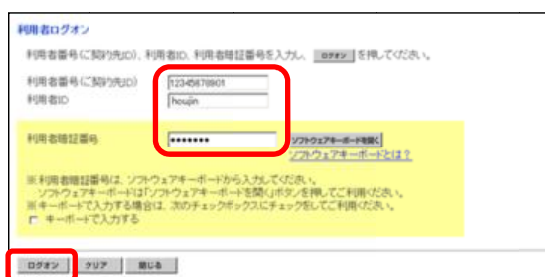 利用者ログオン
利用者番号(ご契約先ID)、利用者ID、利用者暗証番号を入力し、 ログオン を押してください。
利用者番号(ご契約先ID) 12345678901
利用者ID houjin
利用者暗証番号 ●●●●●●● ソフトウェアキーボードを開く
ソフトウェアキーボードとは?
※利用者暗証番号は、ソフトウェアキーボードから入力してください。
ソフトウェアキーボードは「ソフトウェアキーボードを開く」ボタンを押してご利用ください。
※キーボードで入力する場合は、次のチェックボックスにチェックをしてご利用ください。
キーボードで入力する
ログオン クリア 閉じる